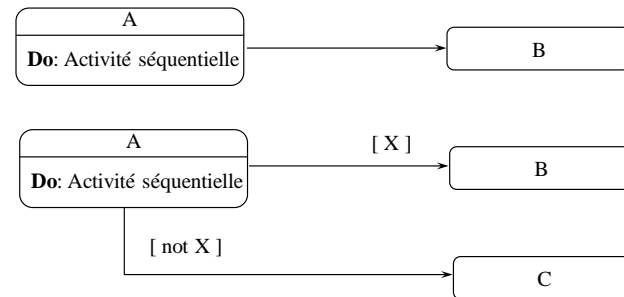 A
Do: Activité séquentielle
B
A
Do: Activité séquentielle
[ X ]
B
[ not X ]
C